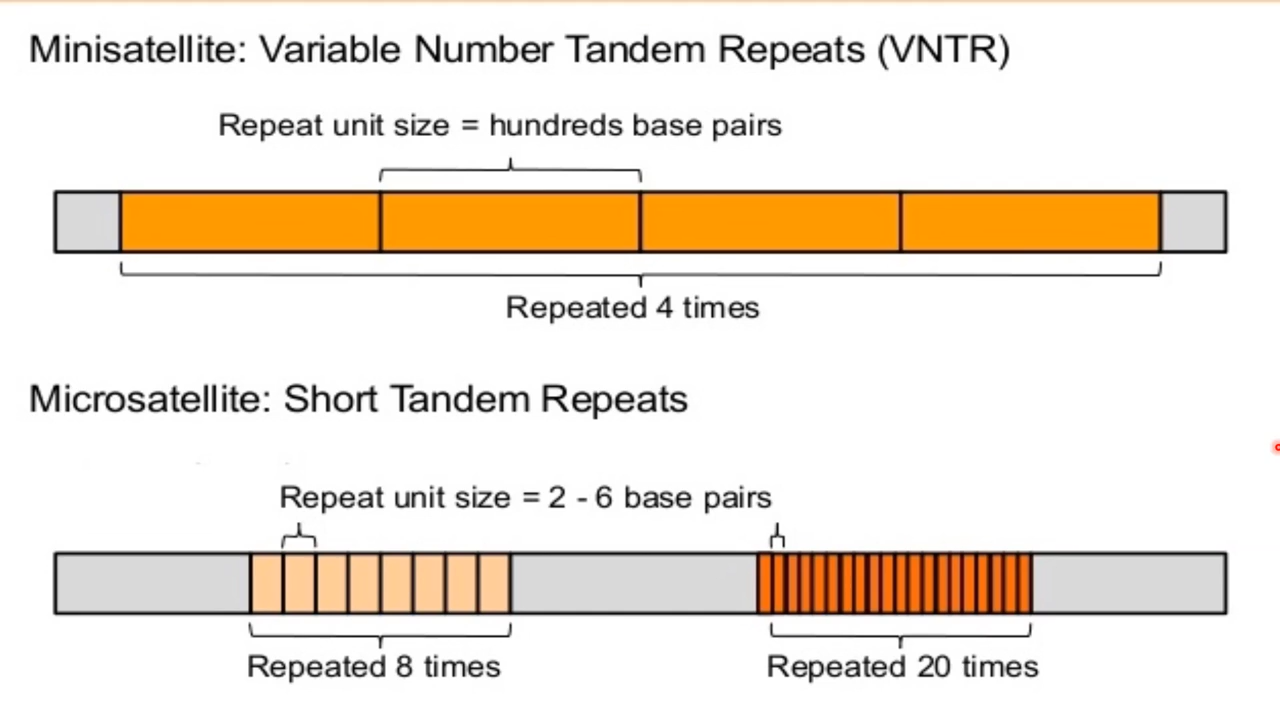 Minisatellite: Variable Number Tandem Repeats (VNTR)
Repeat unit size = hundreds base pairs
Repeated 4 times
Microsatellite: Short Tandem Repeats
Repeat unit size = 2 - 6 base pairs
Repeated 8 times
Repeated 20 times